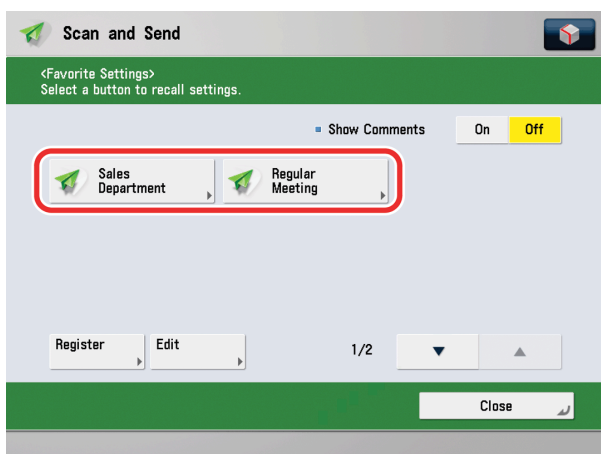 Scan and Send
<Favorite Settings>
Select a button to recall settings.
Show Comments On Off
Sales
Department
Regular
Meeting
Register Edit 1/2
Close